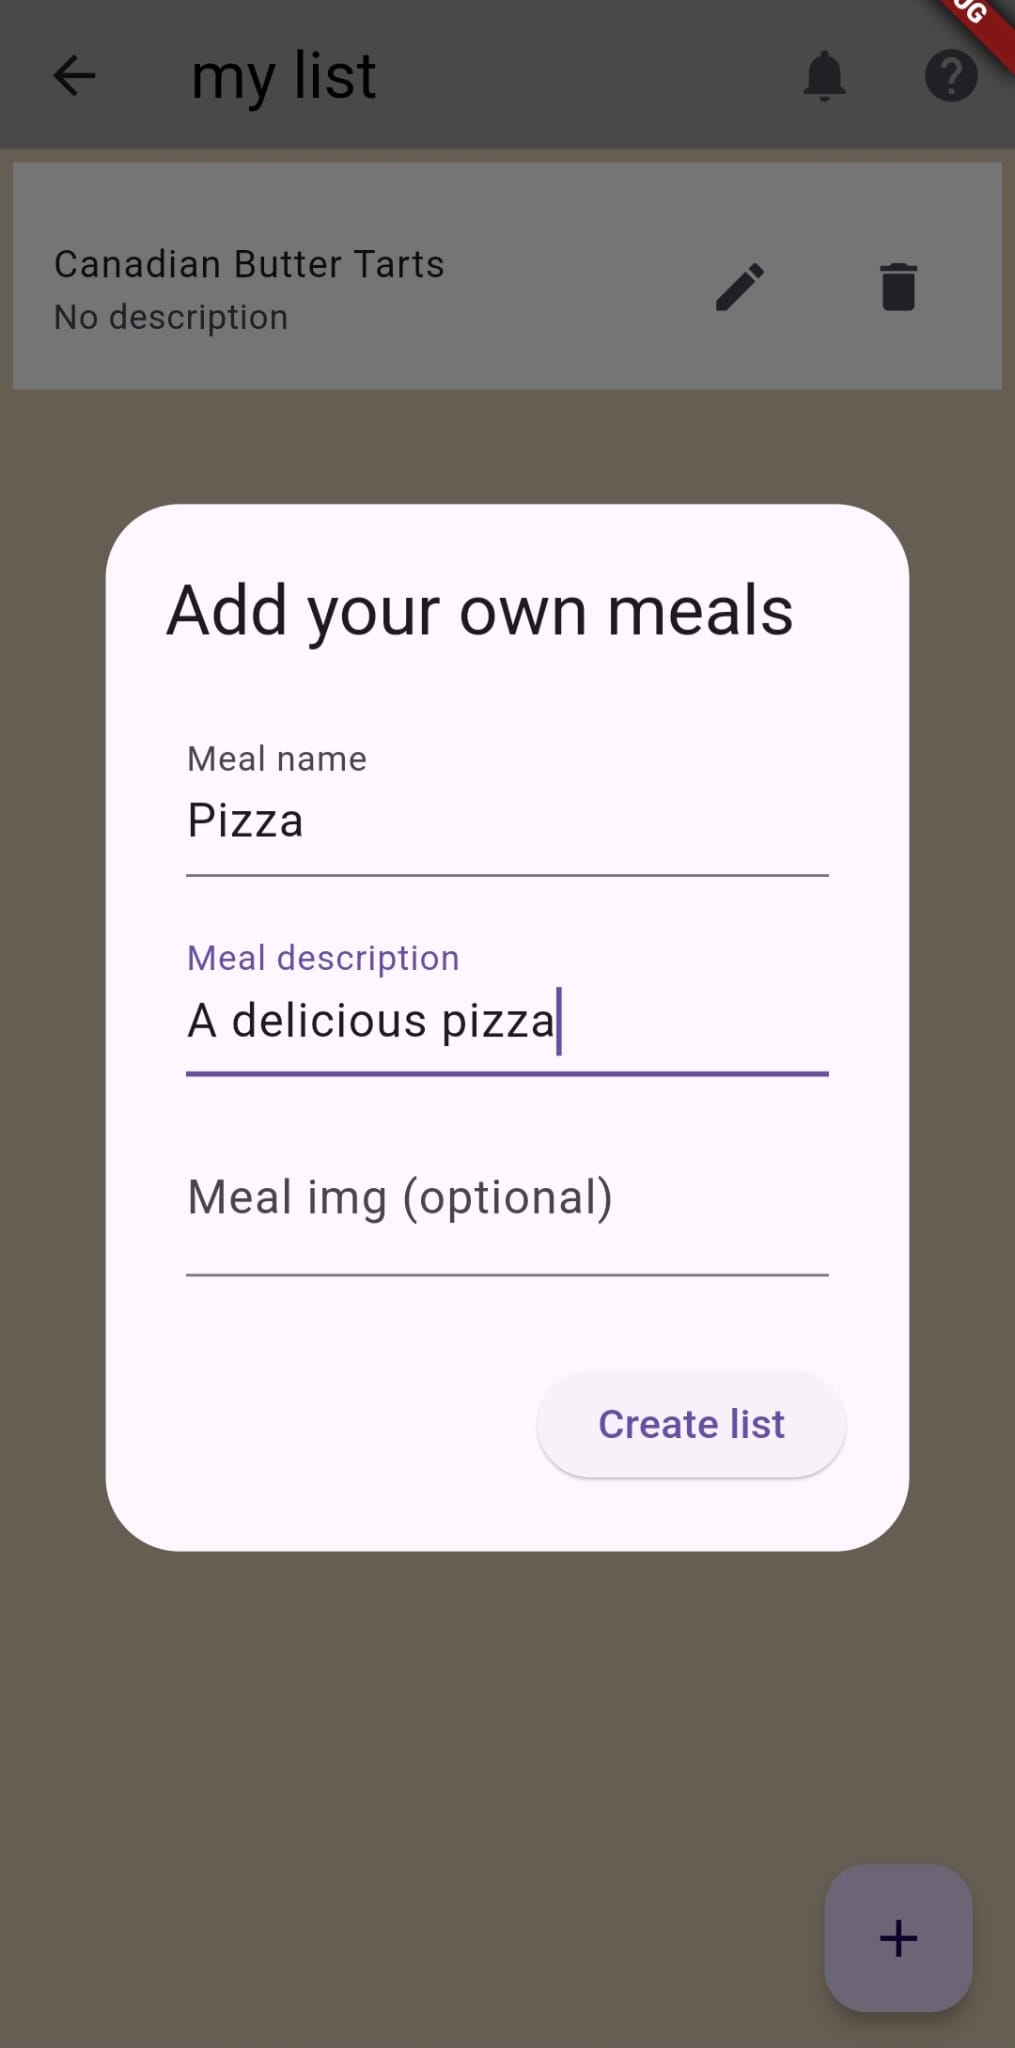 my list
Canadian Butter Tarts
No description
Add your own meals
Meal name
Pizza
Meal description
A delicious pizza
Meal img (optional)
Create list